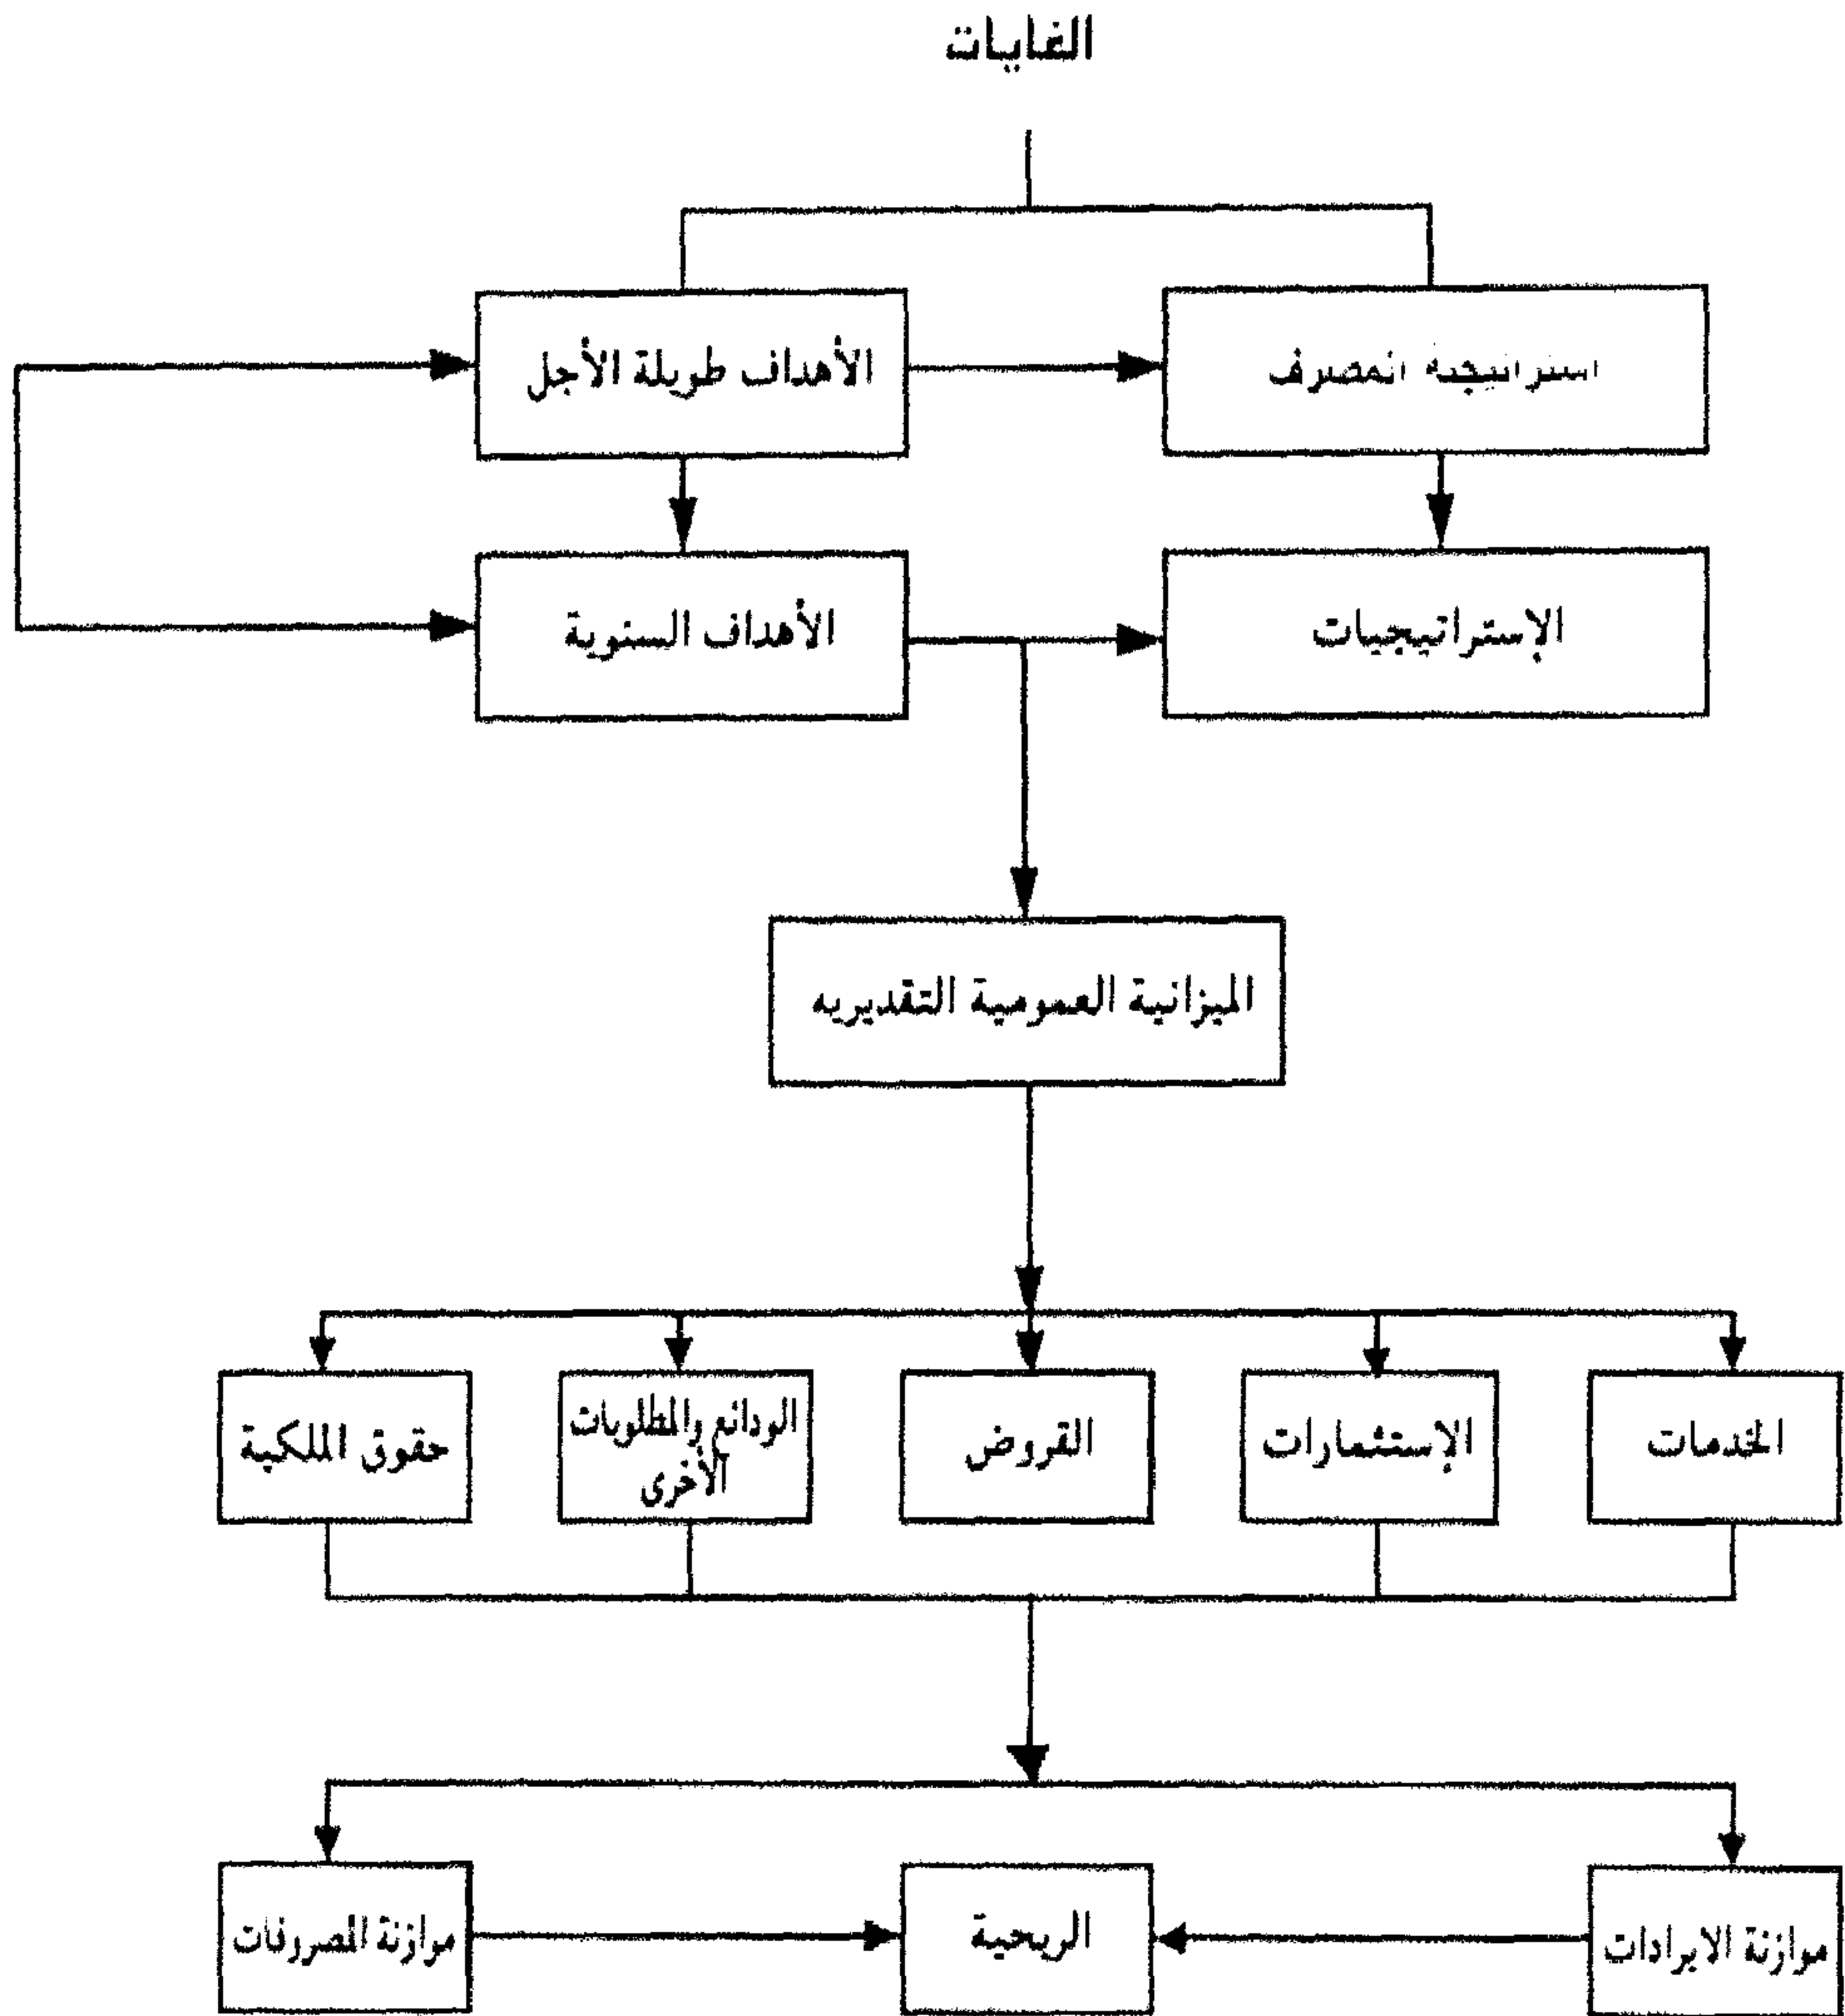 الغايات
استراتيجية المصرف
الأهداف طويلة الأجل
الإستراتيجيات
الأهداف السنوية
الميزانية العمومية التقديريه
الخدمات
الإستثمارات
القروض
الودائع والمطلوبات
الأخرى
حقوق الملكية
موازنة الايرادات
الربحية
موازنة المصروفات